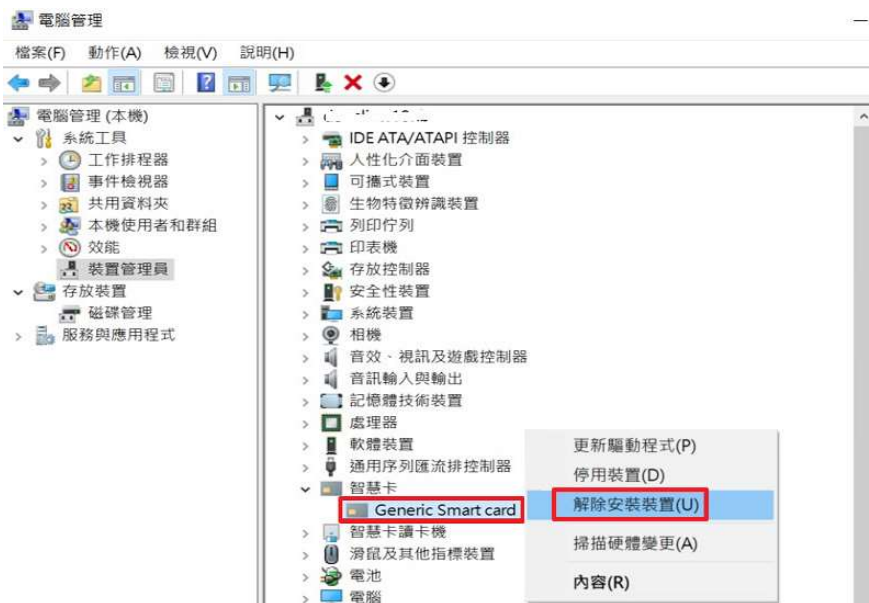 電腦管理
檔案(F) 動作(A) 檢視(V) 說明(H)
電腦管理 (本機)
系統工具
工作排程器
事件檢視器
共用資料夾
本機使用者和群組
效能
裝置管理員
存放裝置
磁碟管理
服務與應用程式
IDE ATA/ATAPI 控制器
人性化介面裝置
可攜式裝置
生物特徵辨識裝置
列印佇列
印表機
存放控制器
安全性裝置
系統裝置
相機
音效、視訊及遊戲控制器
音訊輸入與輸出
記憶體技術裝置
處理器
軟體裝置
通用序列匯流排控制器
智慧卡
Generic Smart card
智慧卡讀卡機
滑鼠及其他指標裝置
電池
電腦
更新驅動程式(P)
停用裝置(D)
解除安裝裝置(U)
掃描硬體變更(A)
內容(R)